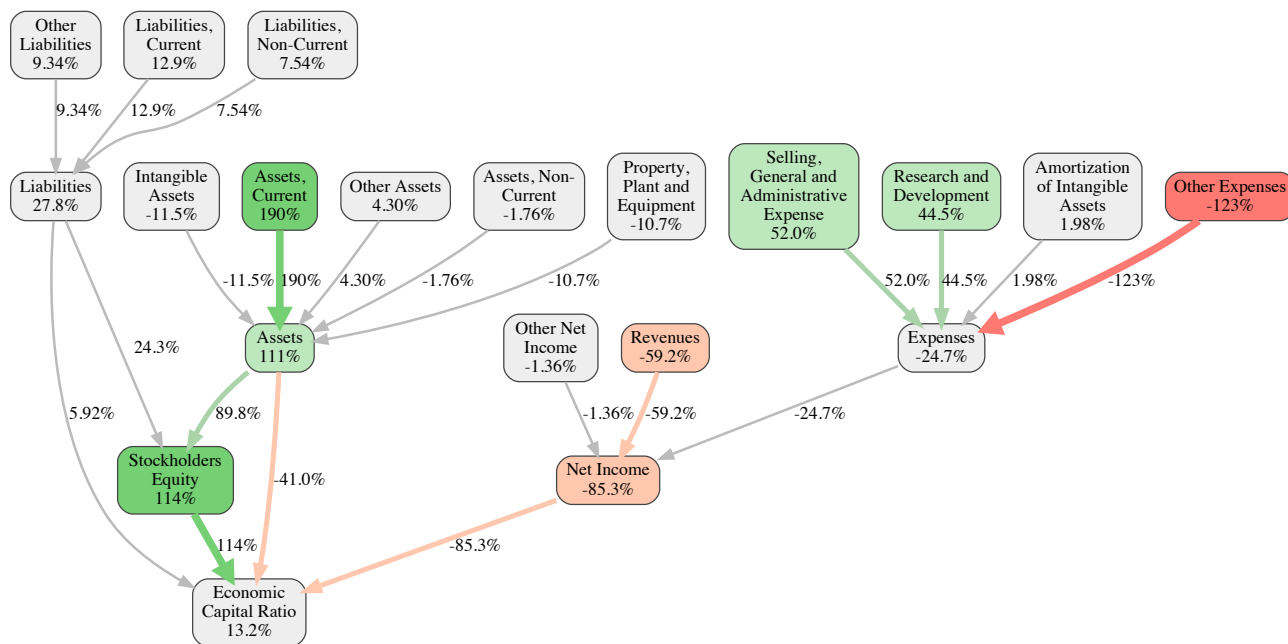 Other
Liabilities
9.34%
Liabilities,
Current
12.9%
Liabilities,
Non-Current
7.54%
9.34%
12.9%
7.54%
Liabilities
27.8%
Intangible
Assets
-11.5%
Assets,
Current
190%
Other Assets
4.30%
Assets, Non-
Current
-1.76%
Property,
Plant and
Equipment
-10.7%
Selling,
General and
Administrative
Expense
52.0%
Research and
Development
44.5%
Amortization
of Intangible
Assets
1.98%
Other Expenses
-123%
-11.5%
190%
4.30%
-1.76%
-10.7%
52.0%
44.5%
1.98%
-123%
24.3%
Assets
111%
Other Net
Income
-1.36%
Revenues
-59.2%
Expenses
-24.7%
5.92%
89.8%
-1.36%
-59.2%
-24.7%
Stockholders
Equity
114%
-41.0%
Net Income
-85.3%
114%
-85.3%
Economic
Capital Ratio
13.2%